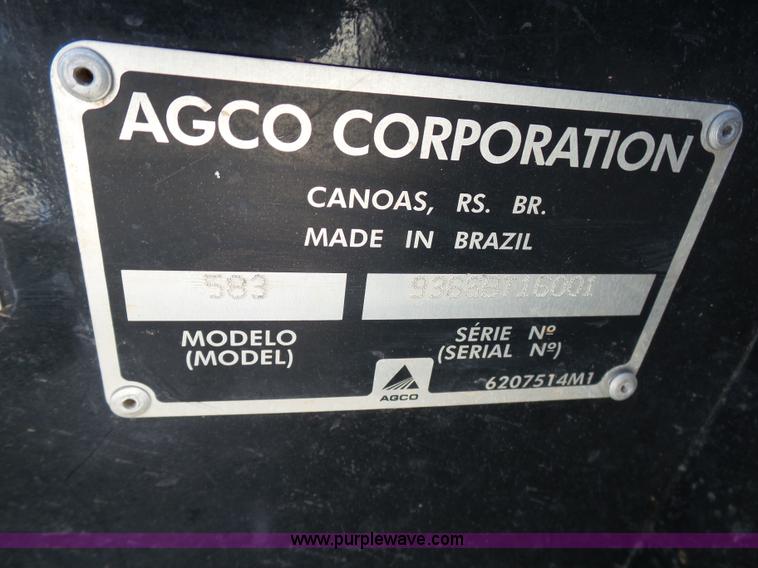 AGCO CORPORATION
CANOAS, RS. BR.
MADE IN BRAZIL
583
MODELO
(MODEL)
SÉRIE Nº
(SERIAL Nº)
AGCO
6207514M1
www.purplewave.com